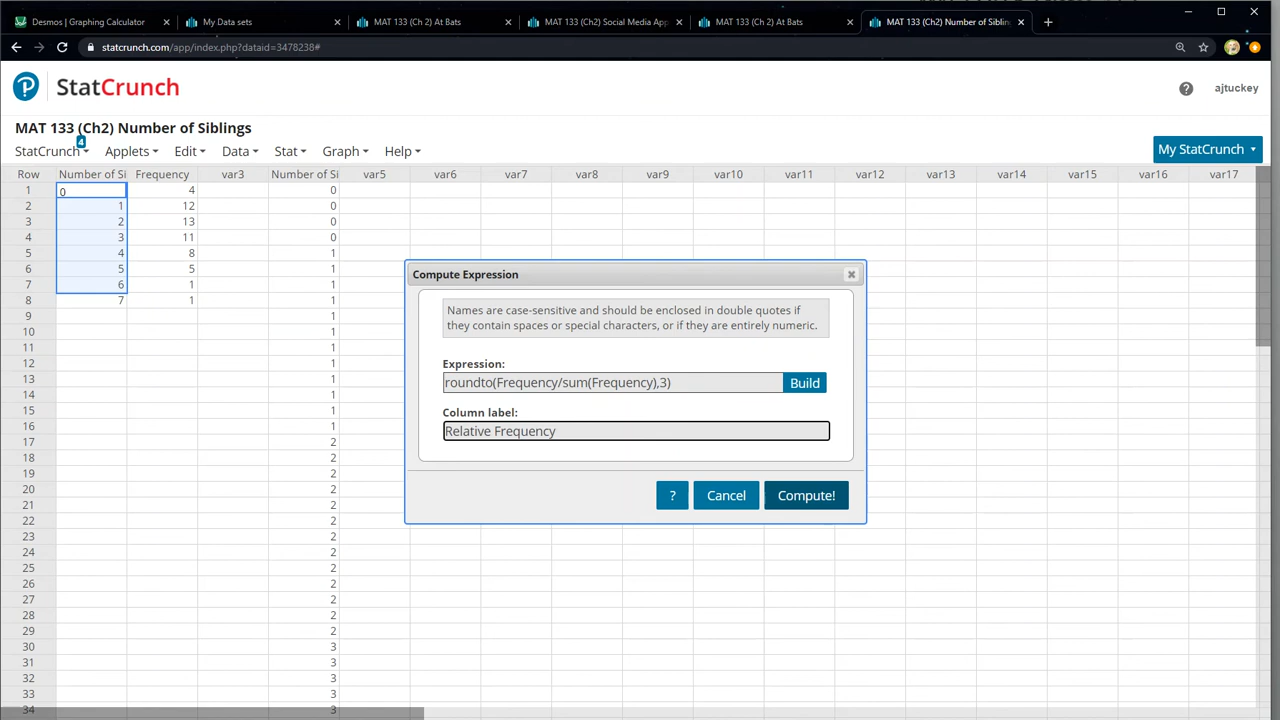 Desmos | Graphing Calculator × My Data sets × MAT 133 (Ch 2) At Bats × MAT 133 (Ch2) Social Media App × MAT 133 (Ch 2) At Bats × MAT 133 (Ch2) Number of Siblin ×
statcrunch.com/app/index.php?dataid=3478238#
StatCrunch
ajtuckey
MAT 133 (Ch2) Number of Siblings
4
StatCrunch Applets Edit Data Stat Graph Help
My StatCrunch
Row Number of Si Frequency var3 Number of Si var5 var6 var7 var8 var9 var10 var11 var12 var13 var14 var15 var16 var17
1 0 4 0
2 1 12 0
3 2 13 0
4 3 11 0
5 4 8 1
6 5 5 1
7 6 1 1
8 7 1 1
9 1
10 1
11 1
12 1
13 1
14 1
15 1
16 1
17 2
18 2
19 2
20 2
21 2
22 2
23 2
24 2
25 2
26 2
27 2
28 2
29 2
30 3
31 3
32 3
33 3
34 3
Compute Expression
Names are case-sensitive and should be enclosed in double quotes if
they contain spaces or special characters, or if they are entirely numeric.
Expression:
roundto(Frequency/sum(Frequency),3) Build
Column label:
Relative Frequency
? Cancel Compute!